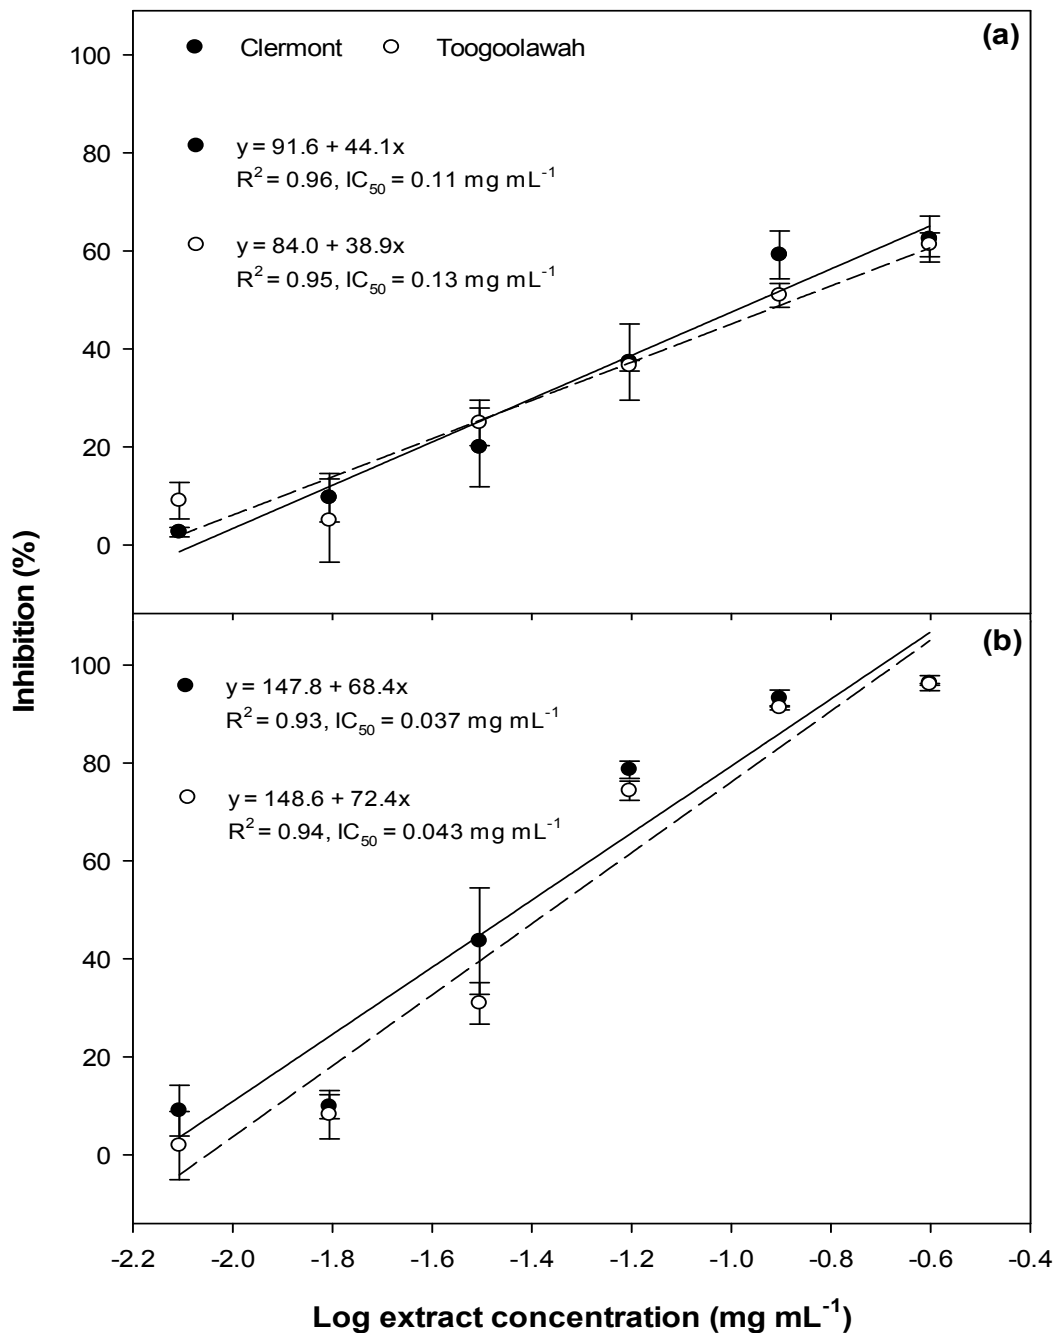 (a)
Clermont Toogoolawah
y = 91.6 + 44.1x
R² = 0.96, IC₅₀ = 0.11 mg mL⁻¹
y = 84.0 + 38.9x
R² = 0.95, IC₅₀ = 0.13 mg mL⁻¹
100
80
60
40
20
0
Inhibition (%)
(b)
y = 147.8 + 68.4x
R² = 0.93, IC₅₀ = 0.037 mg mL⁻¹
y = 148.6 + 72.4x
R² = 0.94, IC₅₀ = 0.043 mg mL⁻¹
100
80
60
40
20
0
-2.2 -2.0 -1.8 -1.6 -1.4 -1.2 -1.0 -0.8 -0.6 -0.4
Log extract concentration (mg mL⁻¹)